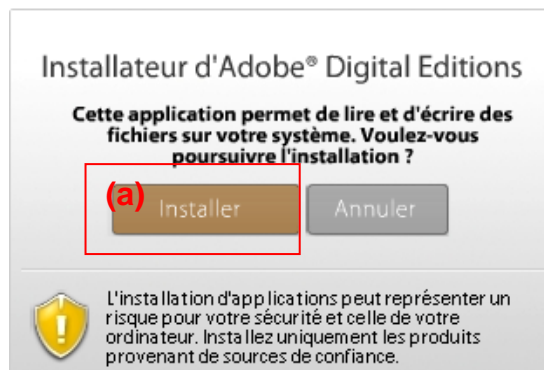 Installateur d'Adobe® Digital Editions
Cette application permet de lire et d'écrire des
fichiers sur votre système. Voulez-vous
poursuivre l'installation ?
(a) Installer Annuler
L'installation d'applications peut représenter un
risque pour votre sécurité et celle de votre
ordinateur. Installez uniquement les produits
provenant de sources de confiance.